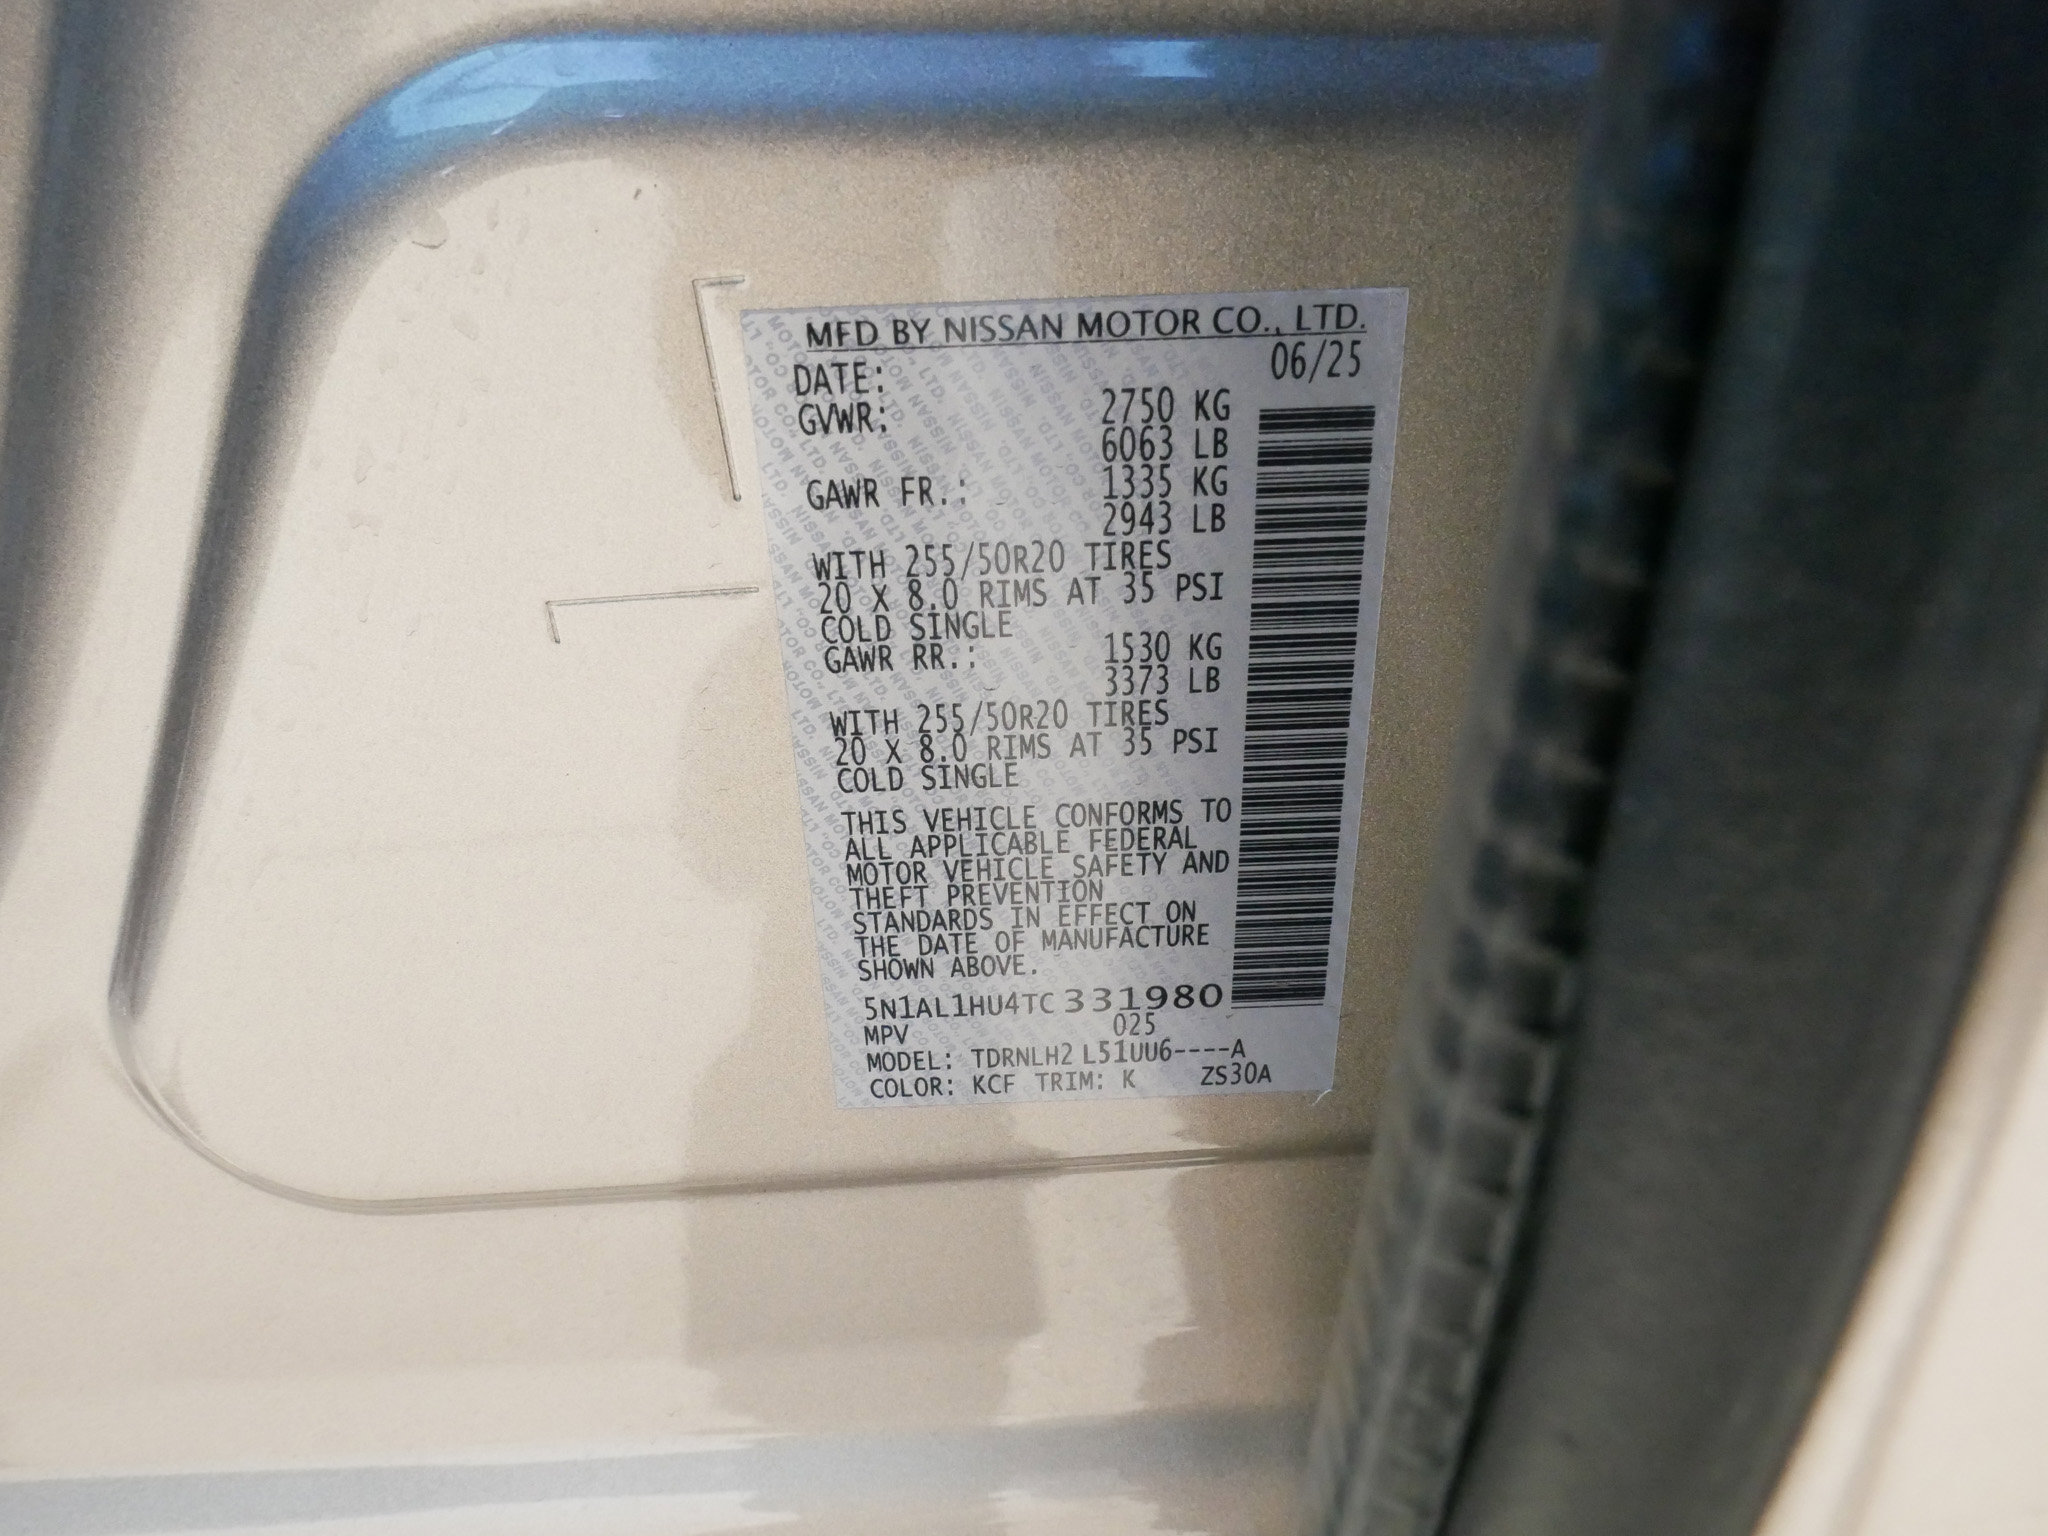 MFD BY NISSAN MOTOR CO., LTD.
DATE: 06/25
GVWR: 2750 KG
6063 LB
GAWR FR.: 1335 KG
2943 LB
WITH 255/50R20 TIRES
20 X 8.0 RIMS AT 35 PSI
COLD SINGLE
GAWR RR.: 1530 KG
3373 LB
WITH 255/50R20 TIRES
20 X 8.0 RIMS AT 35 PSI
COLD SINGLE
THIS VEHICLE CONFORMS TO
ALL APPLICABLE FEDERAL
MOTOR VEHICLE SAFETY AND
THEFT PREVENTION
STANDARDS IN EFFECT ON
THE DATE OF MANUFACTURE
SHOWN ABOVE.
5N1AL1HU4TC331980
MPV 025
MODEL: TDRNLH2 L51UU6----A
COLOR: KCF TRIM: K ZS30A